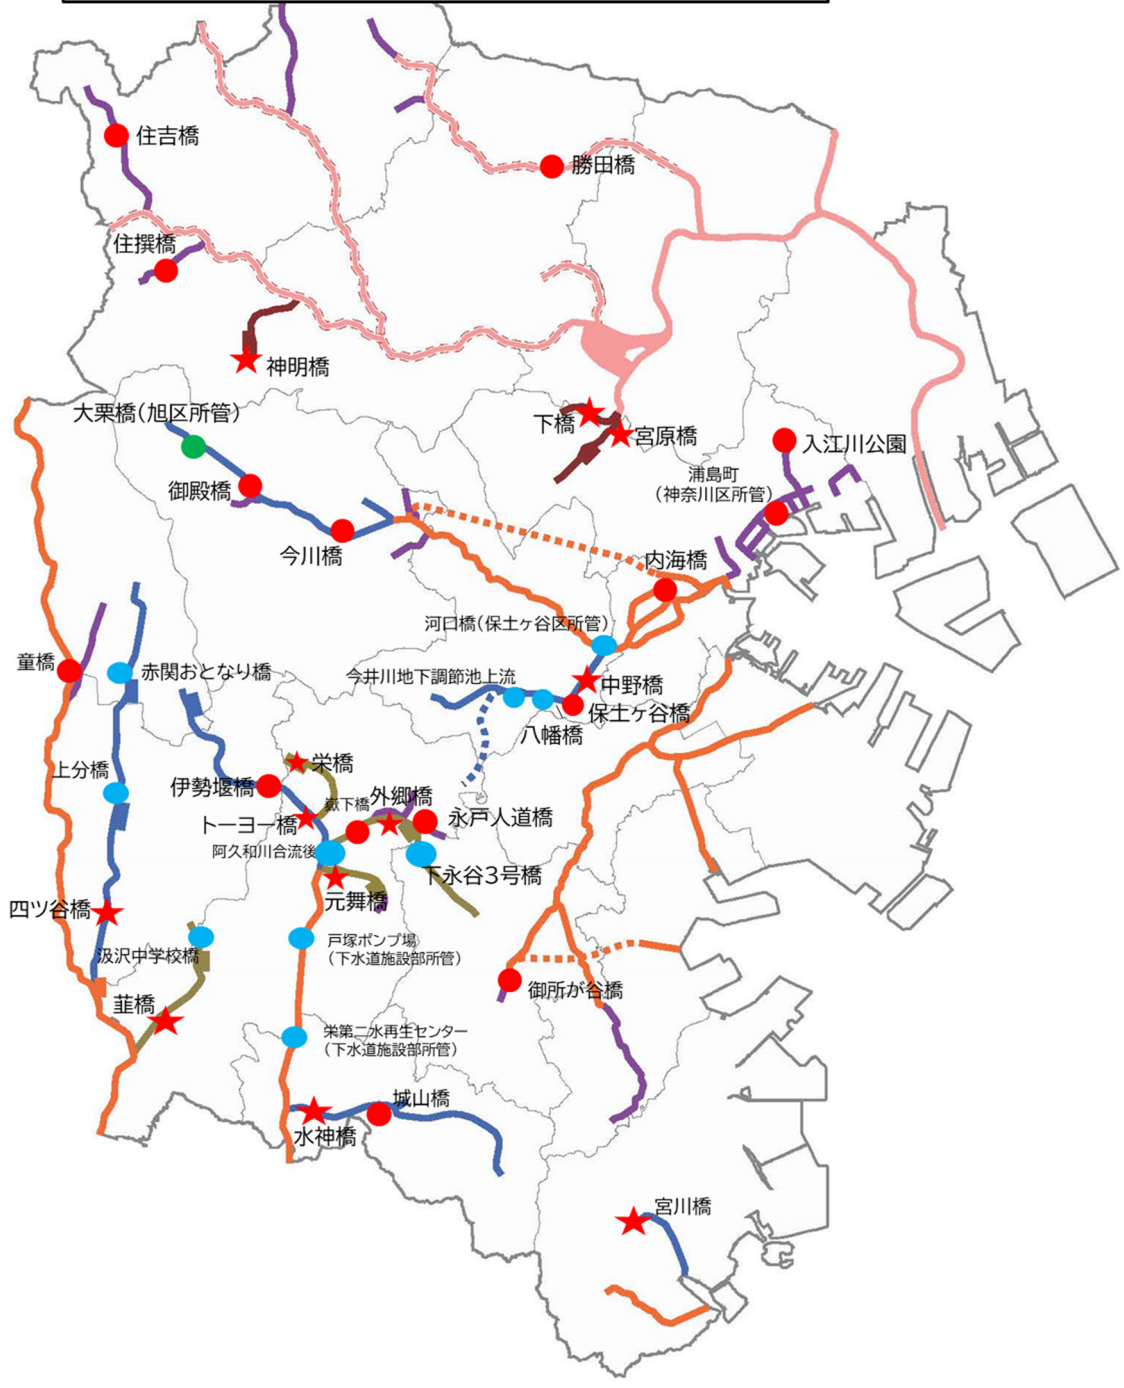 住吉橋
勝田橋
住撰橋
神明橋
大栗橋（旭区所管）
下橋
宮原橋
入江川公園
浦島町
（神奈川区所管）
御殿橋
今川橋
内海橋
河口橋（保土ヶ谷区所管）
童橋
赤関おとなり橋
今井川地下調節池上流
中野橋
保土ヶ谷橋
八幡橋
上分橋
伊勢堰橋
栄橋
嶽下橋
外郷橋
永戸人道橋
トーヨー橋
阿久和川合流後
下永谷3号橋
元舞橋
四ツ谷橋
汲沢中学校橋
戸塚ポンプ場
（下水道施設部所管）
御所が谷橋
韮橋
栄第二水再生センター
（下水道施設部所管）
城山橋
水神橋
宮川橋